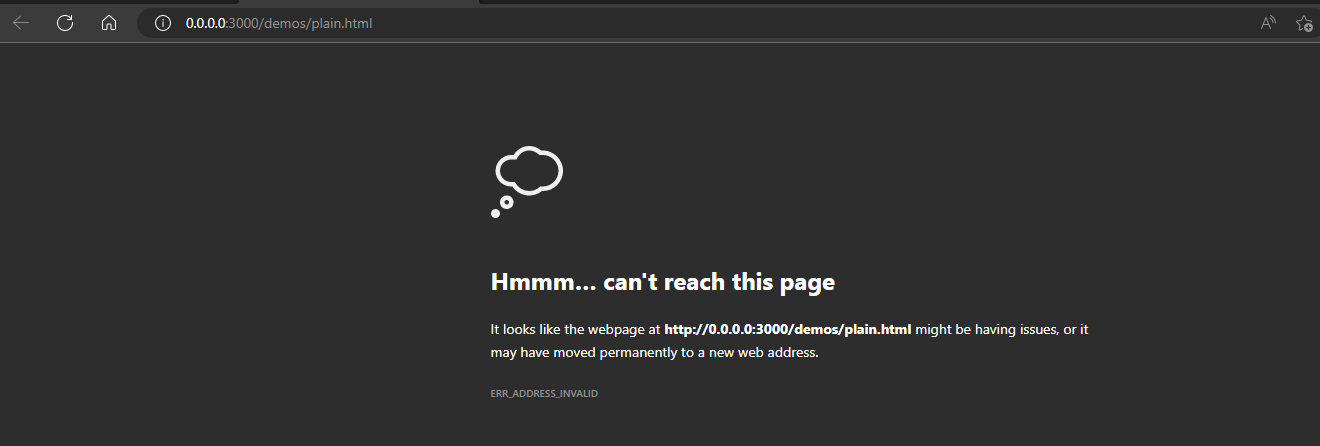 0.0.0.0:3000/demos/plain.html
A
Hmmm... can't reach this page
It looks like the webpage at http://0.0.0.0:3000/demos/plain.html might be having issues, or it
may have moved permanently to a new web address.
ERR_ADDRESS_INVALID